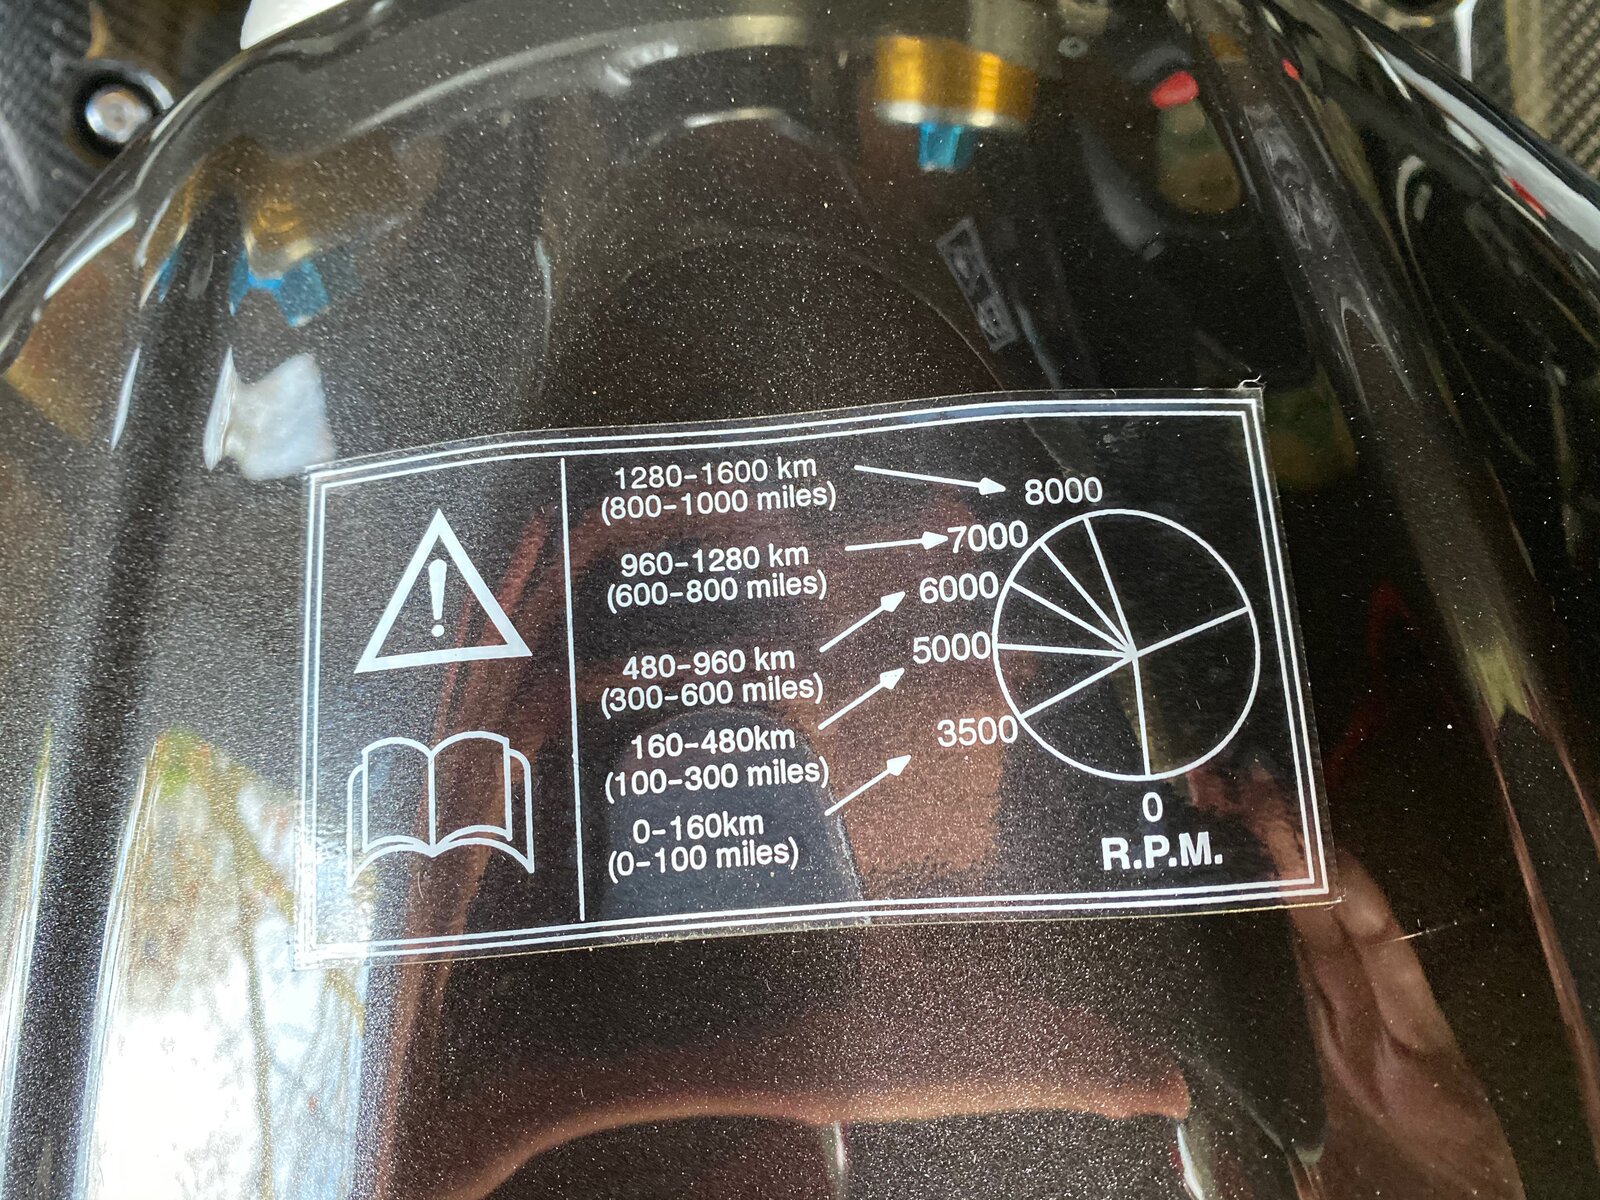 1280-1600 km
(800-1000 miles)
8000
960-1280 km
(600-800 miles)
7000
480-960 km
(300-600 miles)
6000
160-480km
(100-300 miles)
5000
0-160km
(0-100 miles)
3500
0
R.P.M.